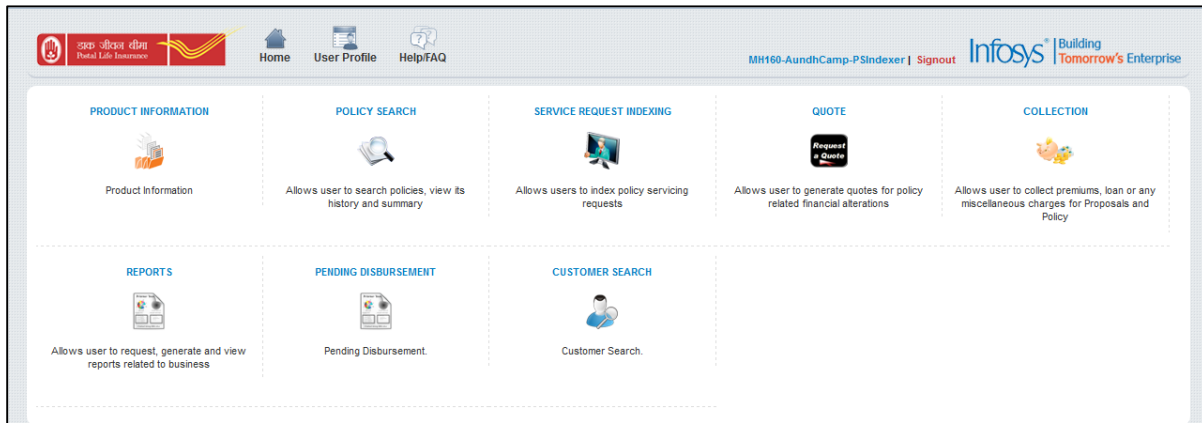 डाक जीवन बीमा
Postal Life Insurance
Home
User Profile
Help/FAQ
MH160-AundhCamp-PSIndexer | Signout
Infosys® | Building
Tomorrow's Enterprise
PRODUCT INFORMATION
Product Information
POLICY SEARCH
Allows user to search policies, view its
history and summary
SERVICE REQUEST INDEXING
Allows users to index policy servicing
requests
QUOTE
Request
a Quote
Allows user to generate quotes for policy
related financial alterations
COLLECTION
Allows user to collect premiums, loan or any
miscellaneous charges for Proposals and
Policy
REPORTS
Allows user to request, generate and view
reports related to business
PENDING DISBURSEMENT
Pending Disbursement.
CUSTOMER SEARCH
Customer Search.